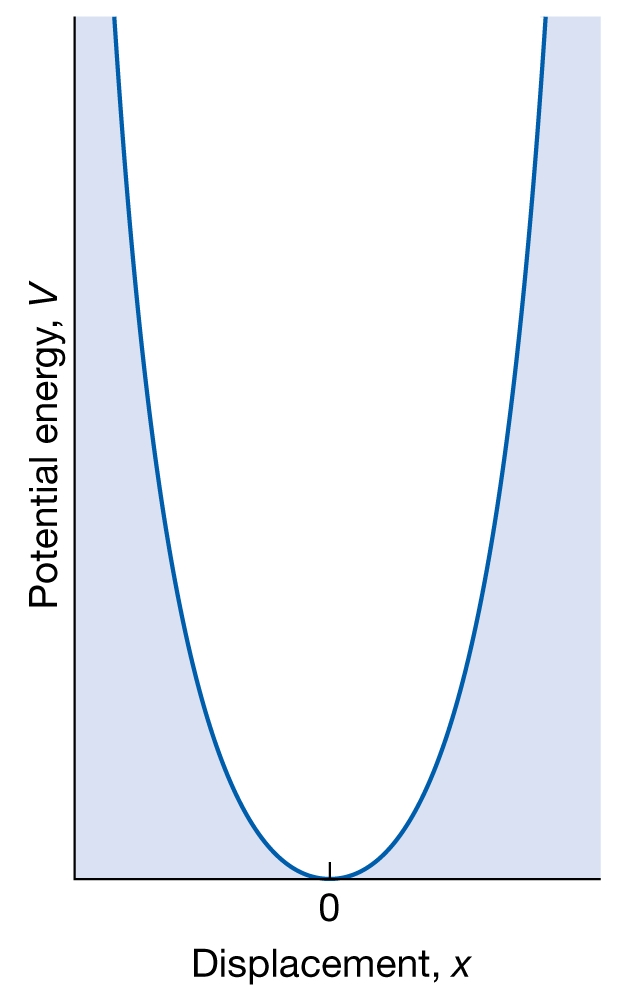 Potential energy, V
0
Displacement, x